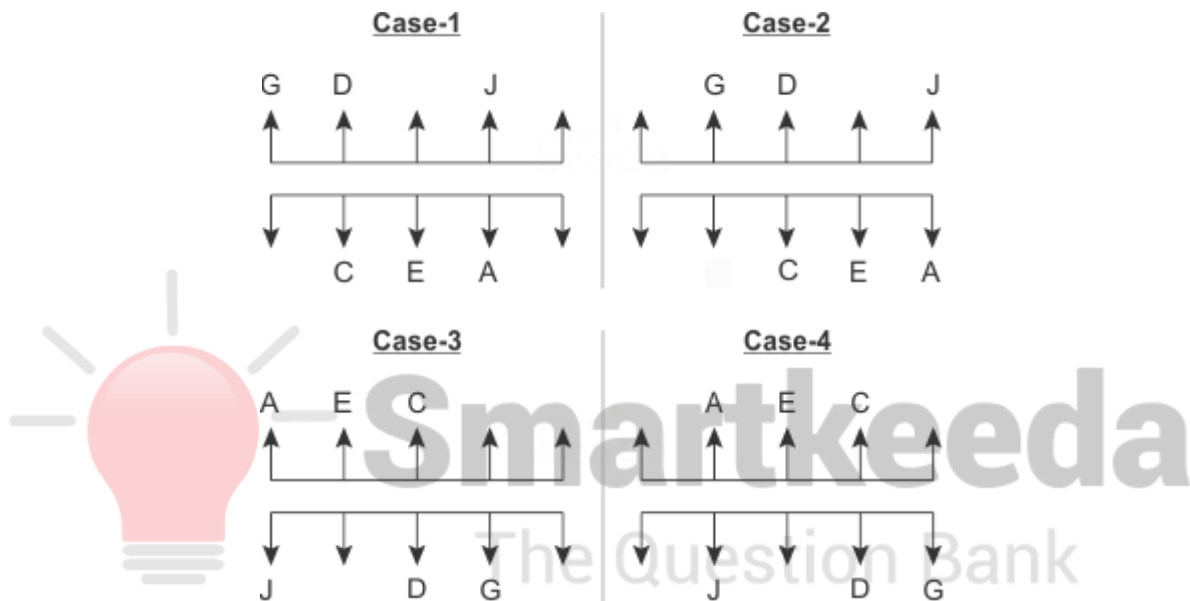 Case-1 Case-2
G D J G D J
C E A C E A
Case-3 Case-4
A E C A E C
Smartkeeda
The Question Bank
J D G J D G